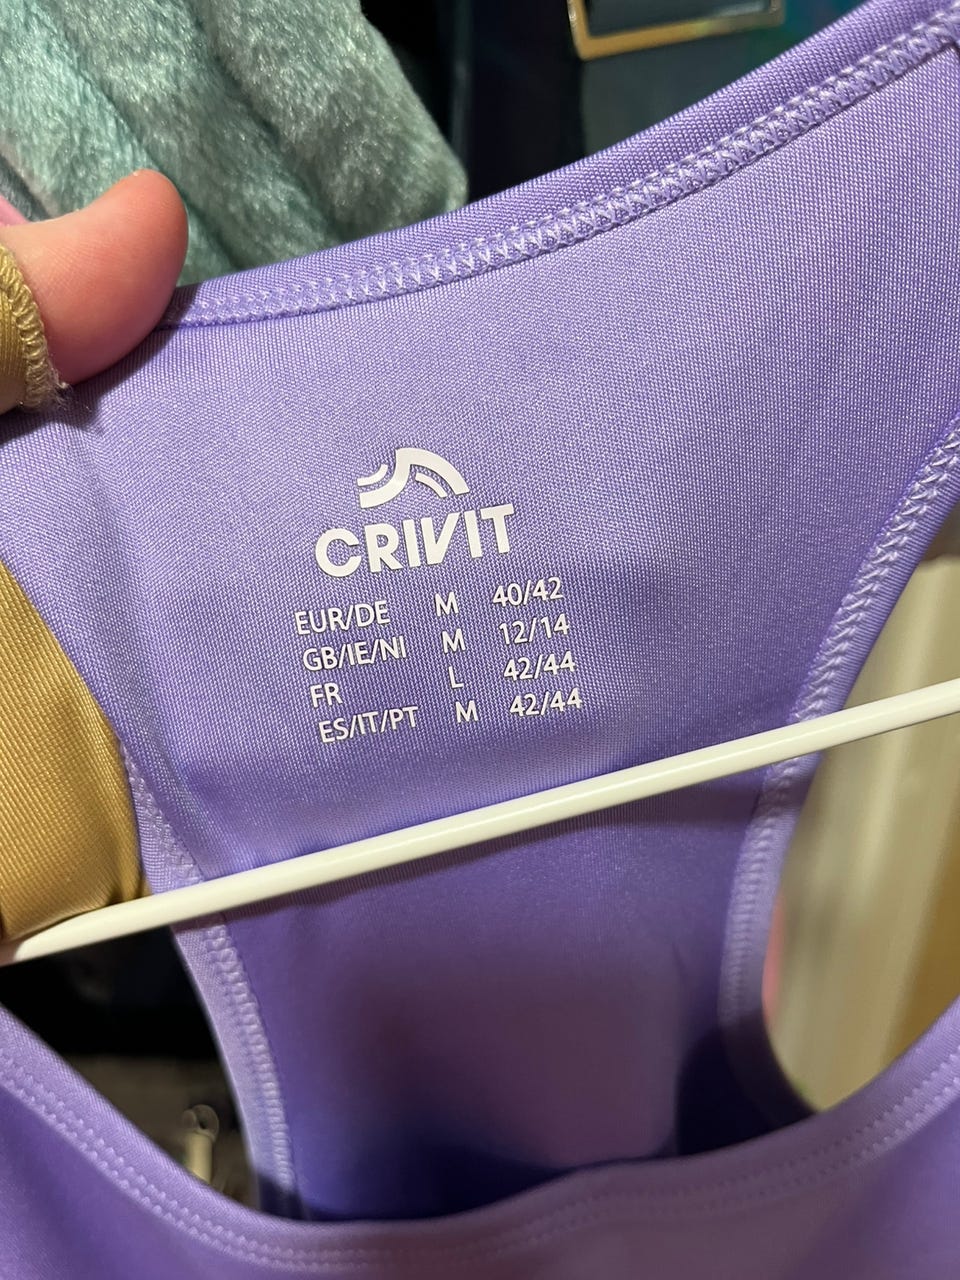 CRIVIT
EUR/DE M 40/42
GB/IE/NI M 12/14
FR L 42/44
ES/IT/PT M 42/44